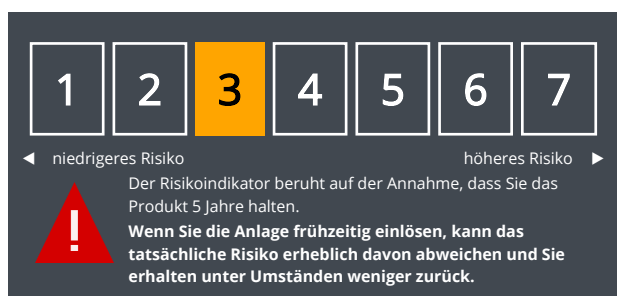 1 2 3 4 5 6 7
◀ niedrigeres Risiko höheres Risiko ▶
Der Risikoindikator beruht auf der Annahme, dass Sie das
Produkt 5 Jahre halten.
Wenn Sie die Anlage frühzeitig einlösen, kann das
tatsächliche Risiko erheblich davon abweichen und Sie
erhalten unter Umständen weniger zurück.
!